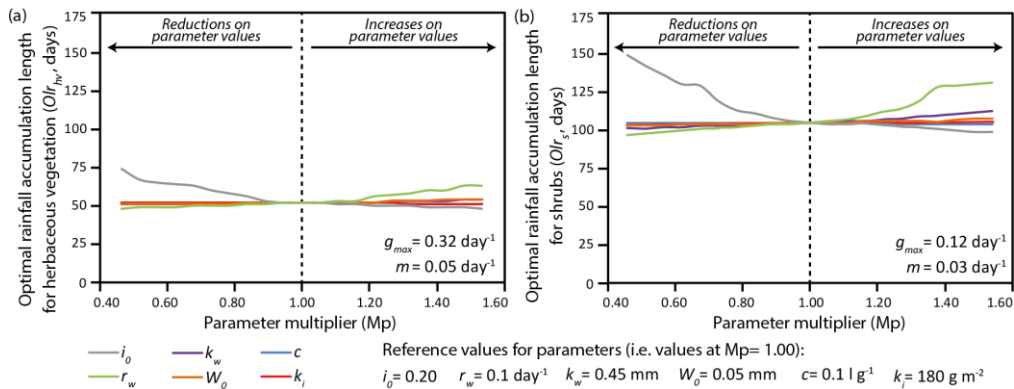 (a)
Reductions on
parameter values
Increases on
parameter values
Optimal rainfall accumulation length
for herbaceous vegetation (Olr_hv, days)
175
150
125
100
75
50
25
0
g_max = 0.32 day⁻¹
m = 0.05 day⁻¹
0.40 0.60 0.80 1.00 1.20 1.40 1.60
Parameter multiplier (Mp)
(b)
Reductions on
parameter values
Increases on
parameter values
Optimal rainfall accumulation length
for shrubs (Olr_s, days)
175
150
125
100
75
50
25
0
g_max = 0.12 day⁻¹
m = 0.03 day⁻¹
0.40 0.60 0.80 1.00 1.20 1.40 1.60
Parameter multiplier (Mp)
i_0 k_w c
r_w W_0 k_i
Reference values for parameters (i.e. values at Mp= 1.00):
i_0= 0.20 r_w= 0.1 day⁻¹ k_w= 0.45 mm W_0= 0.05 mm c= 0.1 l g⁻¹ k_i= 180 g m⁻²